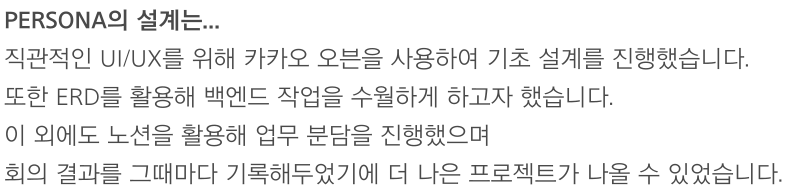 PERSONA의 설계는...
직관적인 UI/UX를 위해 카카오 오븐을 사용하여 기초 설계를 진행했습니다.
또한 ERD를 활용해 백엔드 작업을 수월하게 하고자 했습니다.
이 외에도 노션을 활용해 업무 분담을 진행했으며
회의 결과를 그때마다 기록해두었기에 더 나은 프로젝트가 나올 수 있었습니다.